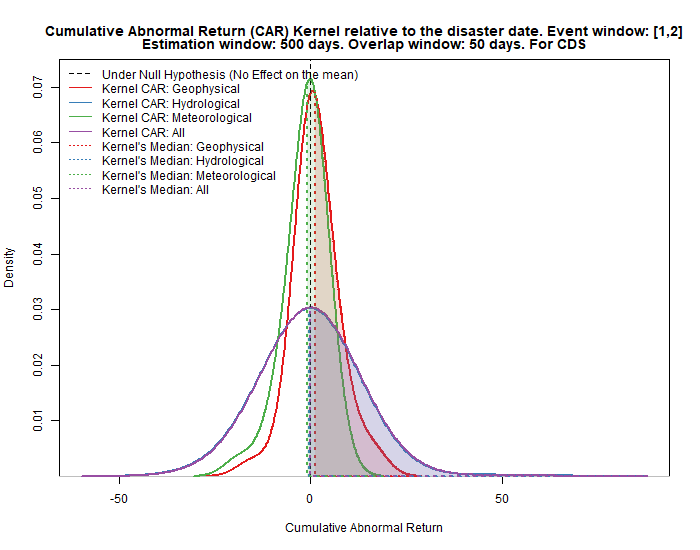 Cumulative Abnormal Return (CAR) Kernel relative to the disaster date. Event window: [1,2]
Estimation window: 500 days. Overlap window: 50 days. For CDS
Under Null Hypothesis (No Effect on the mean)
Kernel CAR: Geophysical
Kernel CAR: Hydrological
Kernel CAR: Meteorological
Kernel CAR: All
Kernel's Median: Geophysical
Kernel's Median: Hydrological
Kernel's Median: Meteorological
Kernel's Median: All
Density
0.07
0.06
0.05
0.04
0.03
0.02
0.01
-50
0
50
Cumulative Abnormal Return